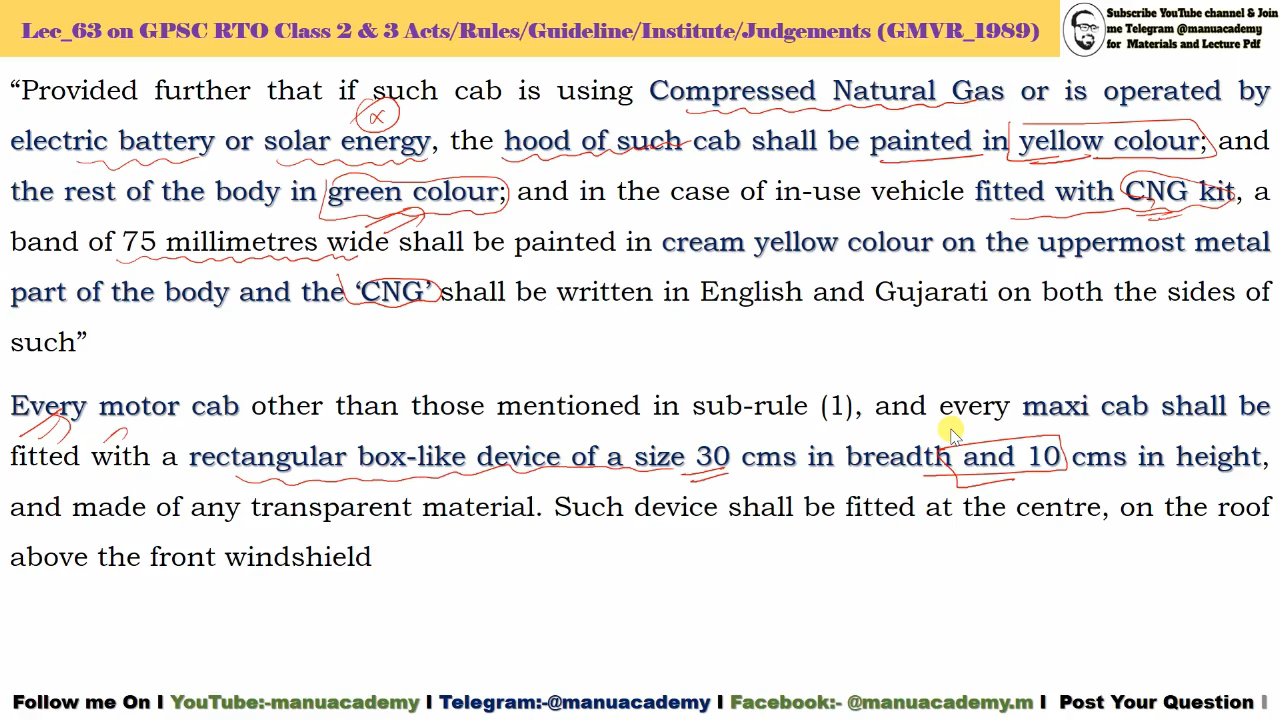 Lec_63 on GPSC RTO Class 2 & 3 Acts/Rules/Guideline/Institute/Judgements (GMVR_1989)
Subscribe YouTube channel & Join
me Telegram @manuacademy
for Materials and Lecture Pdf
“Provided further that if such cab is using Compressed Natural Gas or is operated by
electric battery or solar energy, the hood of such cab shall be painted in yellow colour; and
the rest of the body in green colour; and in the case of in-use vehicle fitted with CNG kit, a
band of 75 millimetres wide shall be painted in cream yellow colour on the uppermost metal
part of the body and the ‘CNG’ shall be written in English and Gujarati on both the sides of
such”
Every motor cab other than those mentioned in sub-rule (1), and every maxi cab shall be
fitted with a rectangular box-like device of a size 30 cms in breadth and 10 cms in height,
and made of any transparent material. Such device shall be fitted at the centre, on the roof
above the front windshield
Follow me On I YouTube:-manuacademy I Telegram:-@manuacademy I Facebook:- @manuacademy.m I Post Your Question I